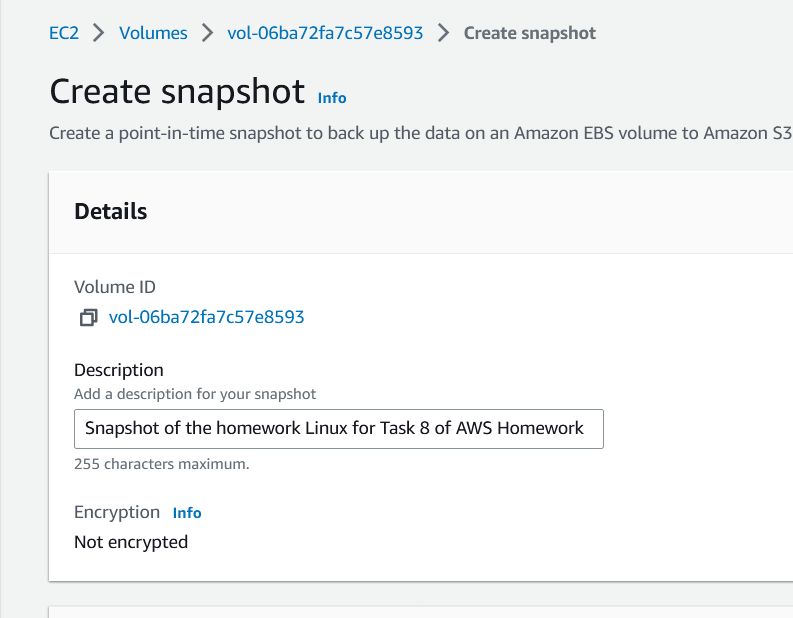 EC2 > Volumes > vol-06ba72fa7c57e8593 > Create snapshot
Create snapshot Info
Create a point-in-time snapshot to back up the data on an Amazon EBS volume to Amazon S3
Details
Volume ID
vol-06ba72fa7c57e8593
Description
Add a description for your snapshot
Snapshot of the homework Linux for Task 8 of AWS Homework
255 characters maximum.
Encryption Info
Not encrypted